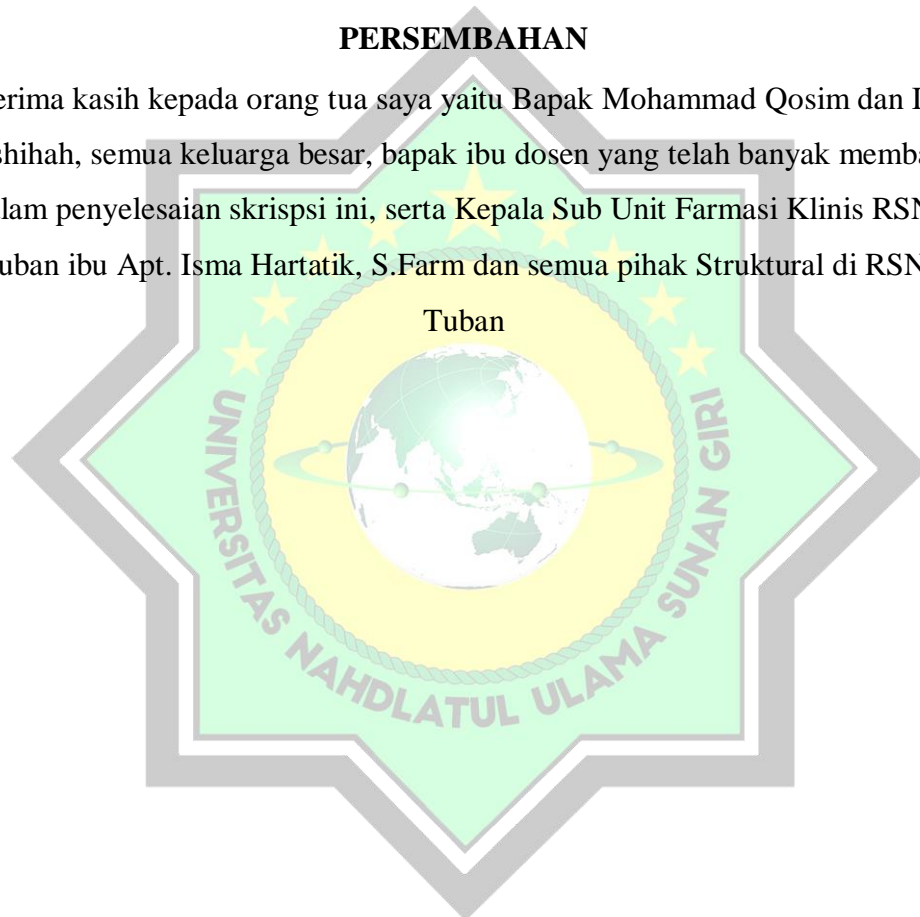 PERSEMBAHAN
erima kasih kepada orang tua saya yaitu Bapak Mohammad Qosim dan
shihah, semua keluarga besar, bapak ibu dosen yang telah banyak memba
lam penyelesaian skrispsi ini, serta Kepala Sub Unit Farmasi Klinis RSN
uban ibu Apt. Isma Hartatik, S.Farm dan semua pihak Struktural di RSN
Tuban
UNIVERSITAS NAHDLATUL ULAMA SUNAN GIRI